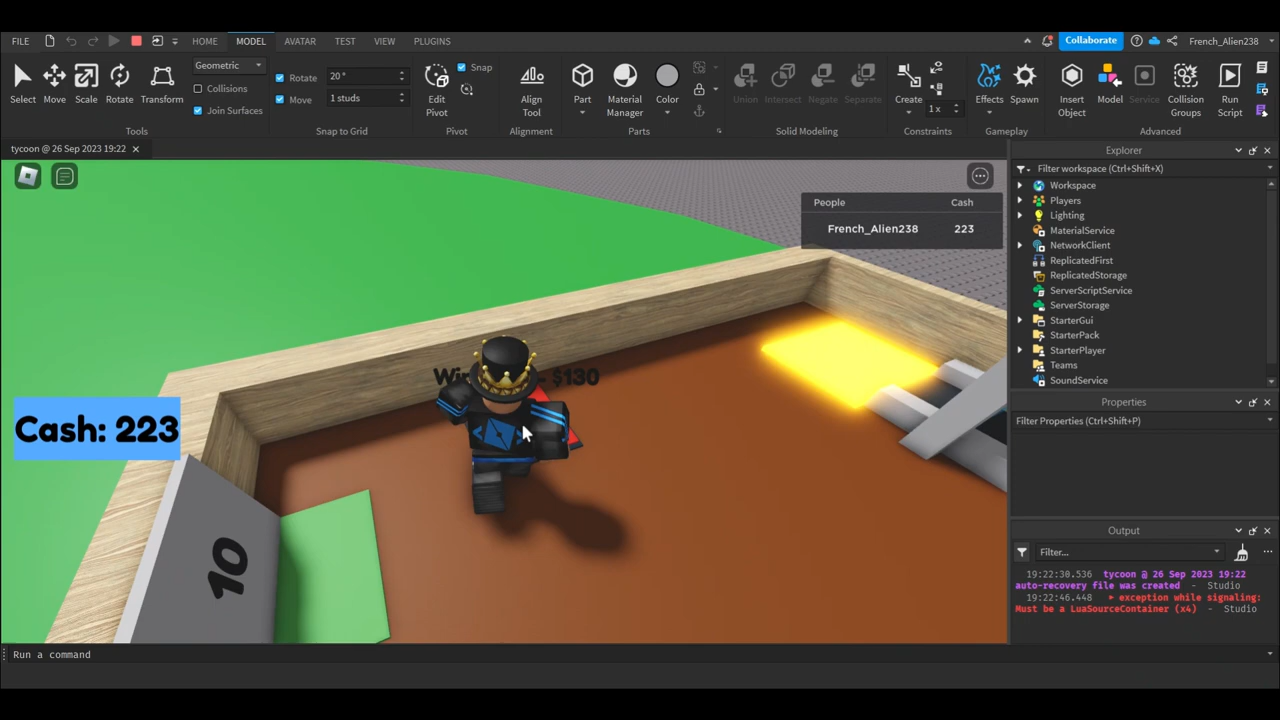 FILE
HOME
MODEL
AVATAR
TEST
VIEW
PLUGINS
Collaborate
French_Alien238
Select
Move
Scale
Rotate
Transform
Geometric
Collisions
Join Surfaces
Tools
Rotate
20 °
Move
1 studs
Snap to Grid
Edit
Pivot
Snap
Pivot
Align
Tool
Alignment
Part
Material
Manager
Color
Parts
Union
Intersect
Negate
Separate
Solid Modeling
Create
1 x
Constraints
Effects
Spawn
Gameplay
Insert
Object
Model
Service
Collision
Groups
Run
Script
Advanced
tycoon @ 26 Sep 2023 19:22
People Cash
French_Alien238 223
$130
Cash: 223
10
Explorer
Filter workspace (Ctrl+Shift+X)
Workspace
Players
Lighting
MaterialService
NetworkClient
ReplicatedFirst
ReplicatedStorage
ServerScriptService
ServerStorage
StarterGui
StarterPack
StarterPlayer
Teams
SoundService
Properties
Filter Properties (Ctrl+Shift+P)
Output
Filter...
19:22:30.536 tycoon @ 26 Sep 2023 19:22
auto-recovery file was created - Studio
19:22:46.448 ▶ exception while signaling:
Must be a LuaSourceContainer (x4) - Studio
Run a command